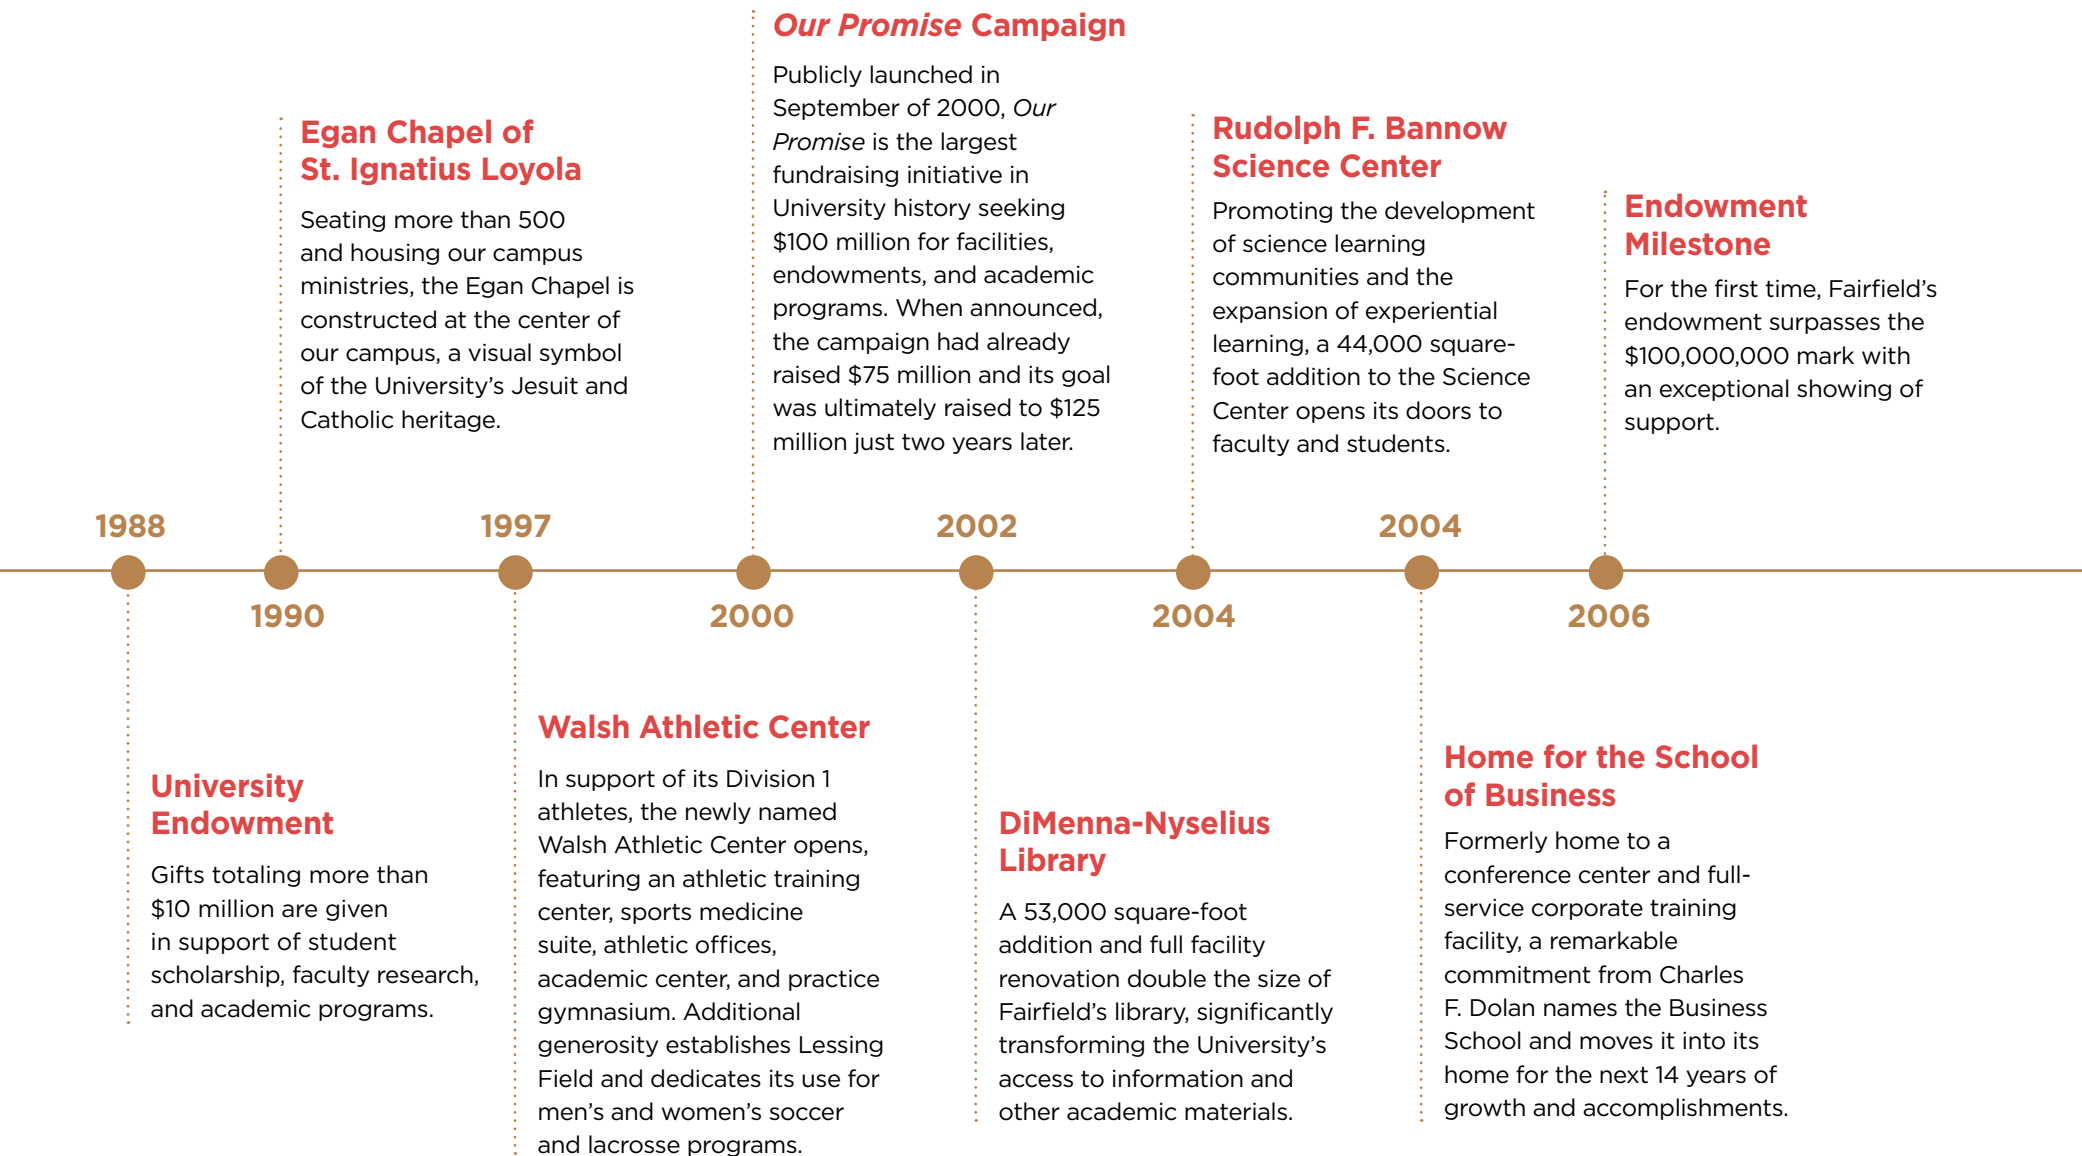 Our Promise Campaign
Publicly launched in
September of 2000, Our
Promise is the largest
fundraising initiative in
University history seeking
$100 million for facilities,
endowments, and academic
programs. When announced,
the campaign had already
raised $75 million and its goal
was ultimately raised to $125
million just two years later.
Egan Chapel of
St. Ignatius Loyola
Seating more than 500
and housing our campus
ministries, the Egan Chapel is
constructed at the center of
our campus, a visual symbol
of the University's Jesuit and
Catholic heritage.
Rudolph F. Bannow
Science Center
Promoting the development
of science learning
communities and the
expansion of experiential
learning, a 44,000 square-
foot addition to the Science
Center opens its doors to
faculty and students.
Endowment
Milestone
For the first time, Fairfield's
endowment surpasses the
$100,000,000 mark with
an exceptional showing of
support.
1988
1990
1997
2000
2002
2004
2004
2006
University
Endowment
Gifts totaling more than
$10 million are given
in support of student
scholarship, faculty research,
and academic programs.
Walsh Athletic Center
In support of its Division 1
athletes, the newly named
Walsh Athletic Center opens,
featuring an athletic training
center, sports medicine
suite, athletic offices,
academic center, and practice
gymnasium. Additional
generosity establishes Lessing
Field and dedicates its use for
men's and women's soccer
and lacrosse programs.
DiMenna-Nyselius
Library
A 53,000 square-foot
addition and full facility
renovation double the size of
Fairfield's library, significantly
transforming the University's
access to information and
other academic materials.
Home for the School
of Business
Formerly home to a
conference center and full-
service corporate training
facility, a remarkable
commitment from Charles
F. Dolan names the Business
School and moves it into its
home for the next 14 years of
growth and accomplishments.